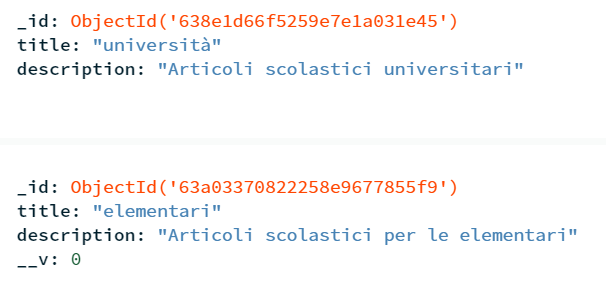 _id: ObjectId('638e1d66f5259e7e1a031e45')
title: "università"
description: "Articoli scolastici universitari"
_id: ObjectId('63a03370822258e9677855f9')
title: "elementari"
description: "Articoli scolastici per le elementari"
__v: 0